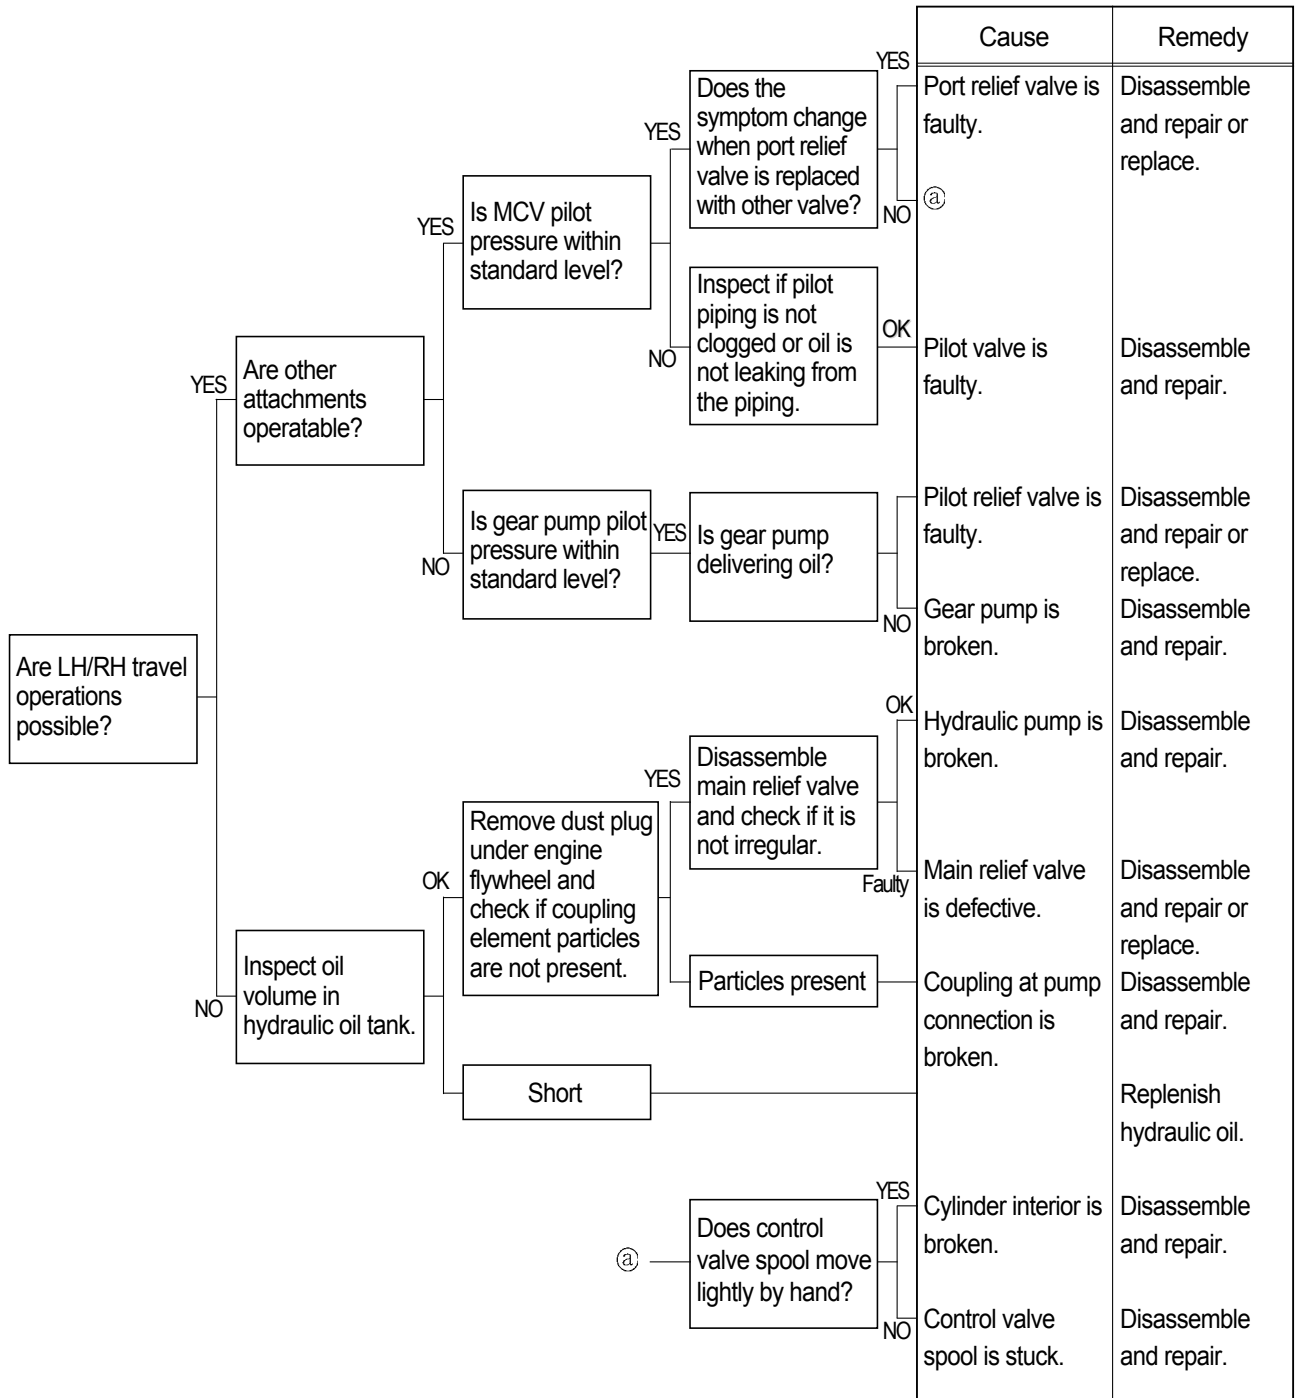 Cause
Remedy
YES
Does the
symptom change
when port relief
valve is replaced
with other valve?
Port relief valve is
faulty.
Disassemble
and repair or
replace.
YES
NO
ⓐ
Is MCV pilot
pressure within
standard level?
YES
Inspect if pilot
piping is not
clogged or oil is
not leaking from
the piping.
NO
OK
Pilot valve is
faulty.
Disassemble
and repair.
Are other
attachments
operatable?
YES
Is gear pump pilot
pressure within
standard level?
NO
YES
Is gear pump
delivering oil?
Pilot relief valve is
faulty.
Disassemble
and repair or
replace.
NO
Gear pump is
broken.
Disassemble
and repair.
Are LH/RH travel
operations
possible?
OK
Hydraulic pump is
broken.
Disassemble
and repair.
Disassemble
main relief valve
and check if it is
not irregular.
YES
Remove dust plug
under engine
flywheel and
check if coupling
element particles
are not present.
OK
Faulty
Main relief valve
is defective.
Disassemble
and repair or
replace.
Inspect oil
volume in
hydraulic oil tank.
NO
Particles present
Coupling at pump
connection is
broken.
Disassemble
and repair.
Short
Replenish
hydraulic oil.
ⓐ
Does control
valve spool move
lightly by hand?
YES
Cylinder interior is
broken.
Disassemble
and repair.
NO
Control valve
spool is stuck.
Disassemble
and repair.